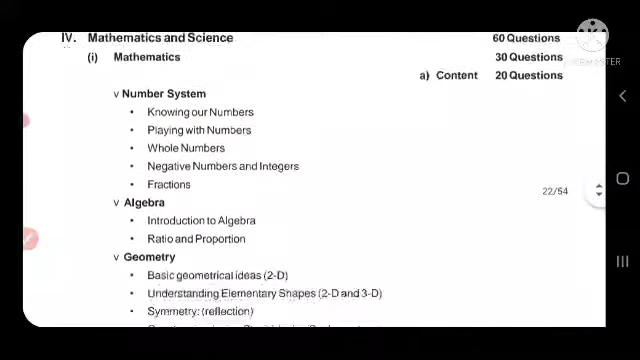 IV. Mathematics and Science 60 Questions
(i) Mathematics 30 Questions
a) Content 20 Questions
v Number System
• Knowing our Numbers
• Playing with Numbers
• Whole Numbers
• Negative Numbers and Integers
• Fractions
22/54
v Algebra
• Introduction to Algebra
• Ratio and Proportion
v Geometry
• Basic geometrical ideas (2-D)
• Understanding Elementary Shapes (2-D and 3-D)
• Symmetry: (reflection)